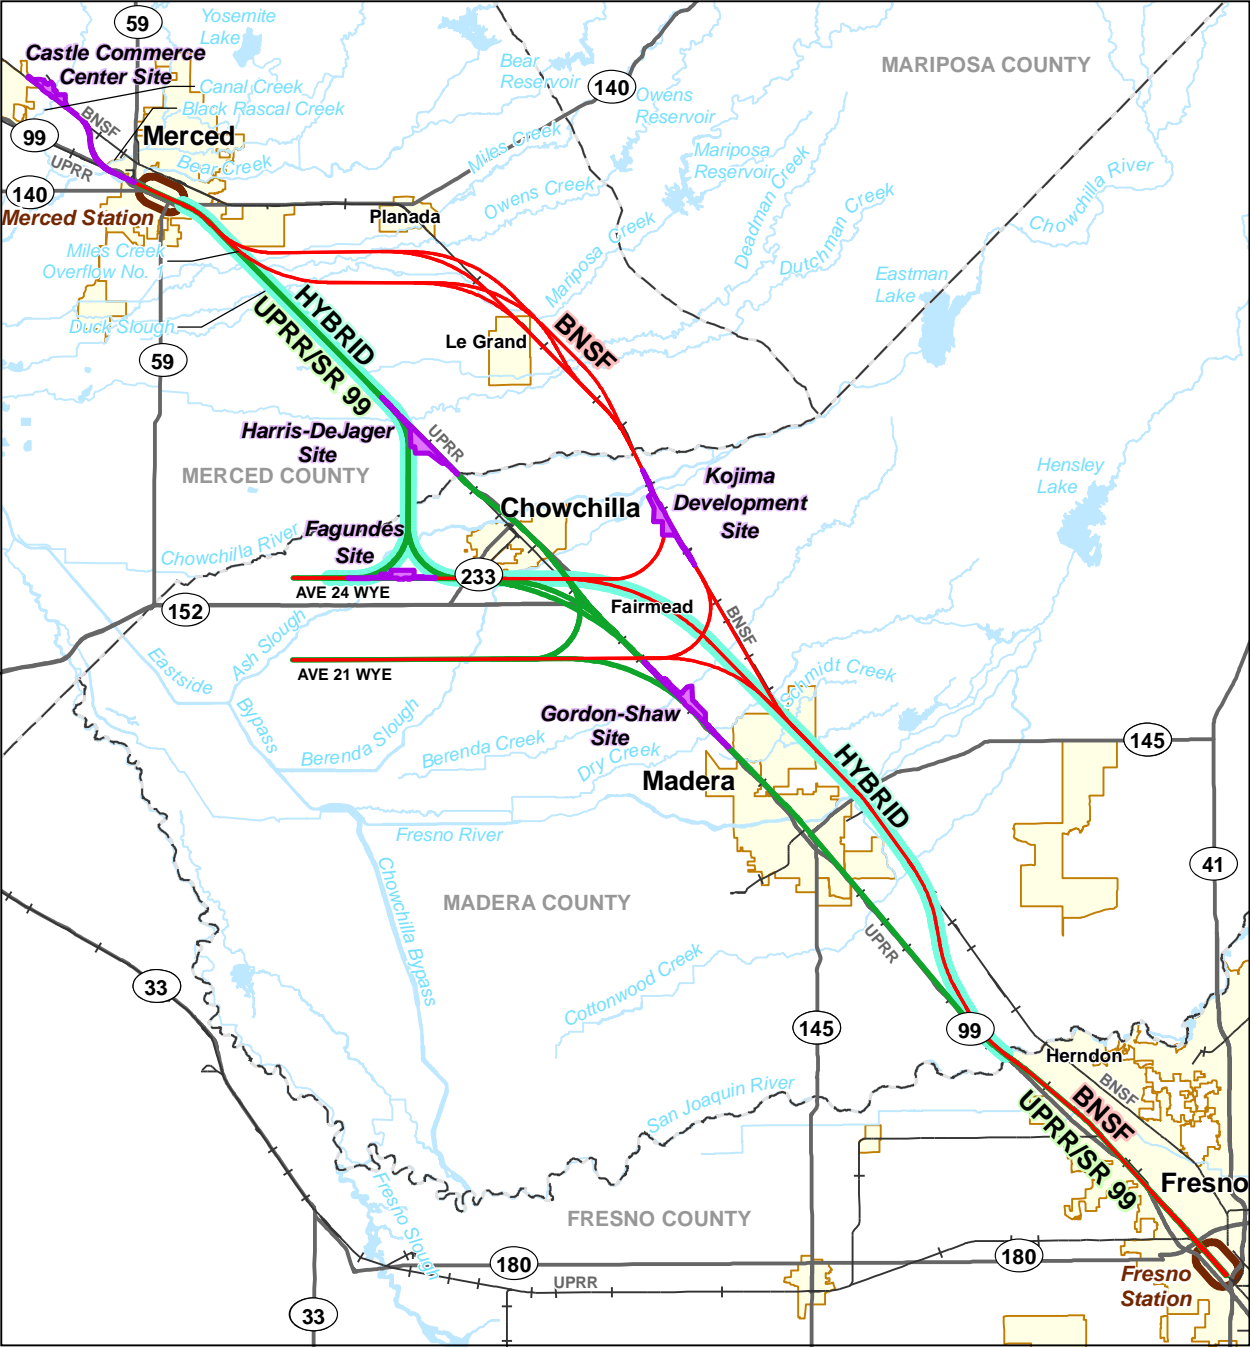 59
Yosemite
Lake
Castle Commerce
Center Site
MARIPOSA COUNTY
Bear
Reservoir
140
Canal Creek
Black Rascal Creek
Owens
Reservoir
99
BNSF
Merced
UPRR
Bear Creek
Miles Creek
Mariposa
Reservoir
140
Merced Station
Owens Creek
Planada
Deadman Creek
Dutchman Creek
Chowchilla River
Miles Creek
Overflow No. 1
Mariposa Creek
Eastman
Lake
Duck Slough
HYBRID
UPRR/SR 99
Le Grand
BNSF
59
Harris-DeJager
Site
UPRR
MERCED COUNTY
Kojima
Development
Site
Hensley
Lake
Chowchilla
Fagundes
Site
Chowchilla River
233
AVE 24 WYE
152
Fairmead
BNSF
Ash Slough
Eastside
Bypass
AVE 21 WYE
Schmidt Creek
Gordon-Shaw
Site
Berenda Slough
Berenda Creek
Dry Creek
145
Madera
HYBRID
Fresno River
41
Chowchilla Bypass
MADERA COUNTY
UPRR
33
Cottonwood Creek
145
99
Herndon
BNSF
San Joaquin River
BNSF
UPRR/SR 99
Fresno
Fresno Slough
FRESNO COUNTY
180
180
UPRR
Fresno
Station
33